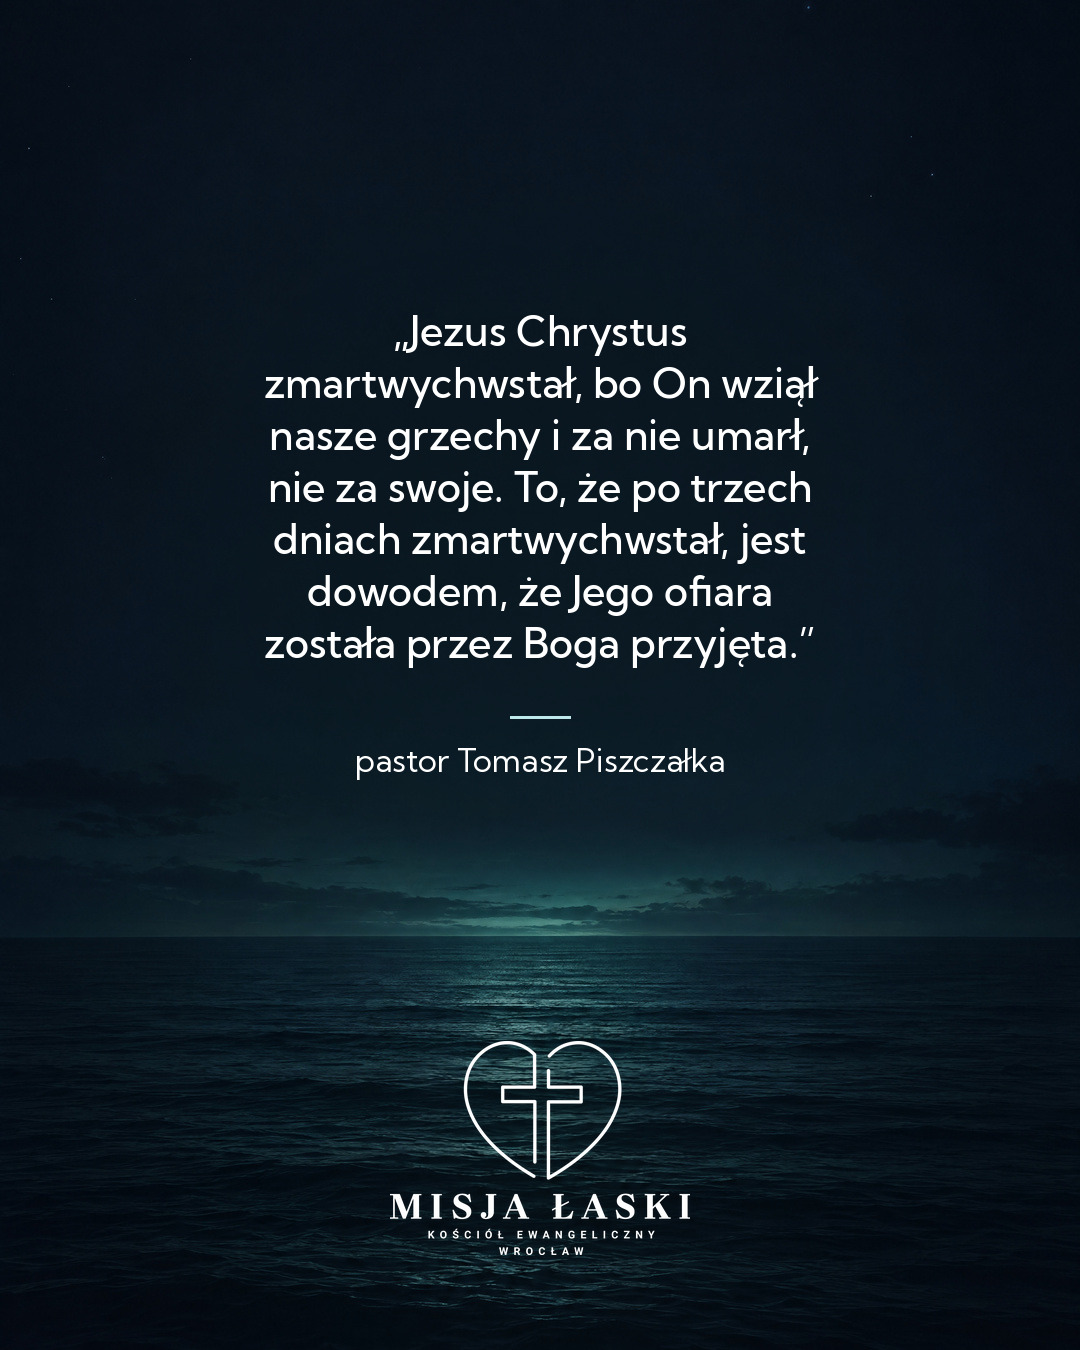 „Jezus Chrystus
zmartwychwstał, bo On wziął
nasze grzechy i za nie umarł,
nie za swoje. To, że po trzech
dniach zmartwychwstał, jest
dowodem, że Jego ofiara
została przez Boga przyjęta.”
pastor Tomasz Piszczałka
MISJA ŁASKI
KOŚCIÓŁ EWANGELICZNY
WROCŁAW